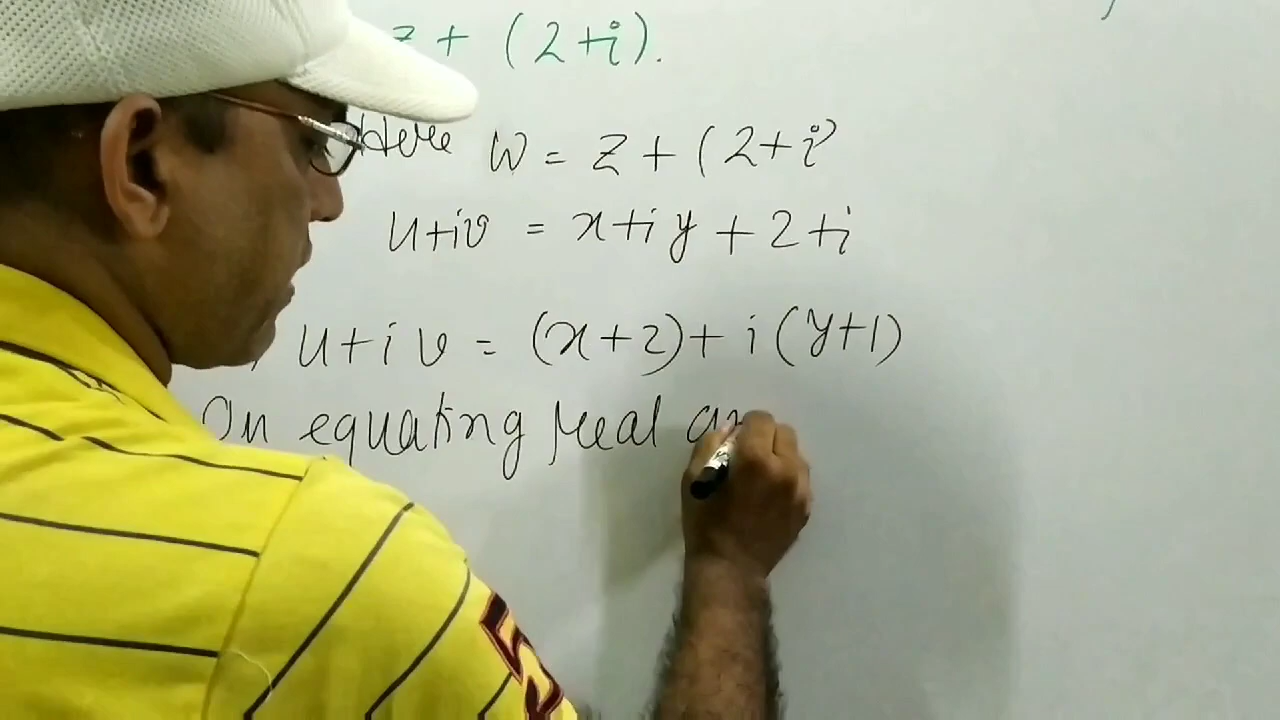 z + (2+i).
Here w = z + (2+i)
u+iv = x+iy + 2+i
u+iv = (x+2)+ i(y+1)
On equating real an